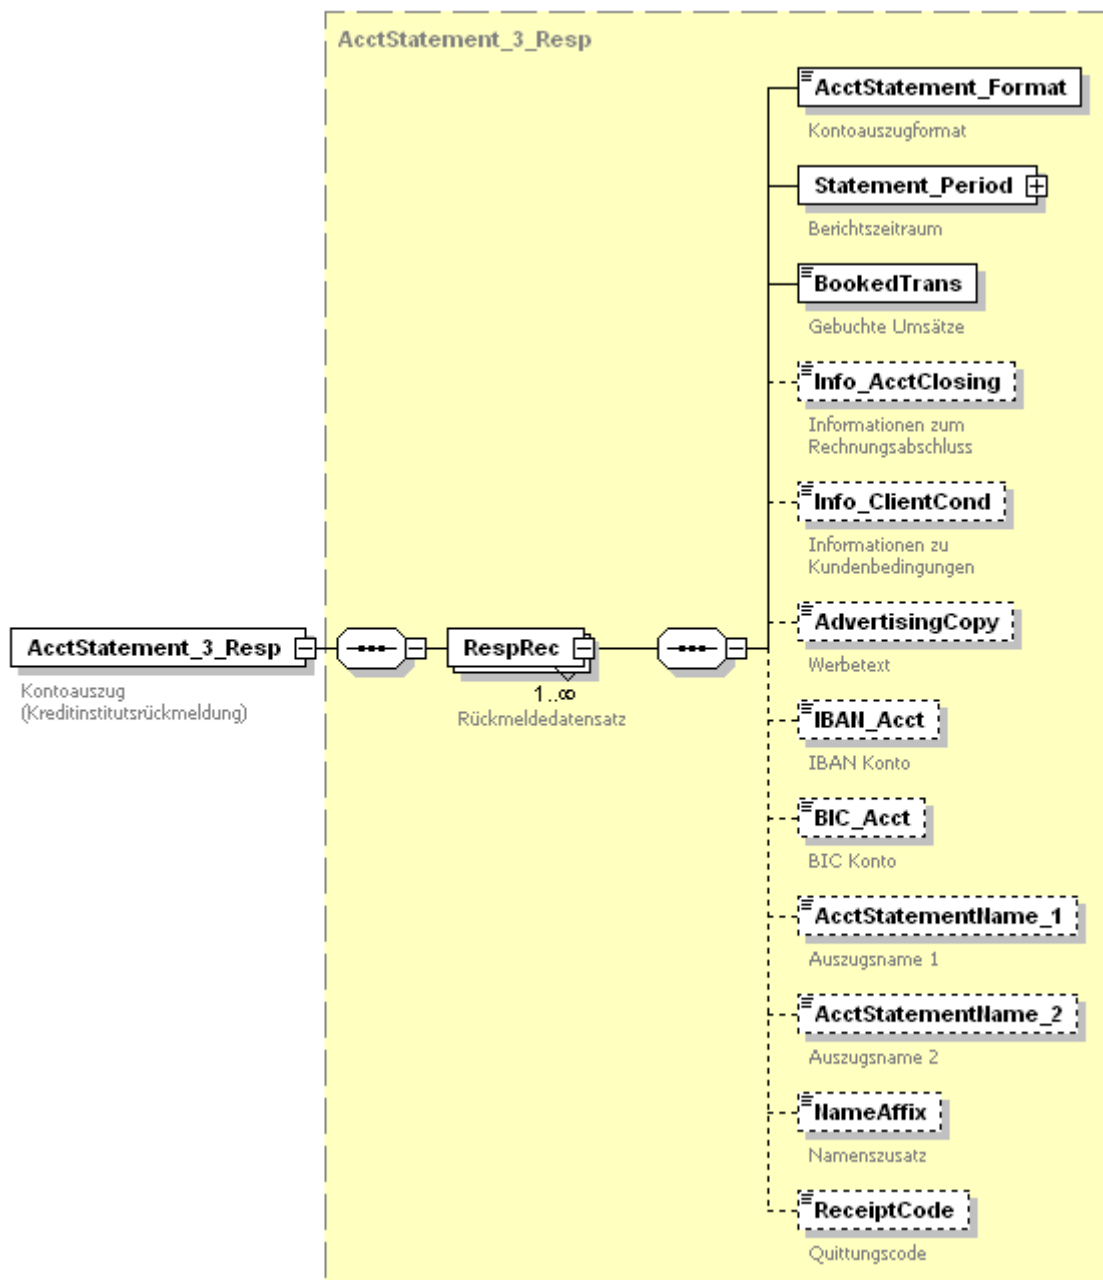 AcctStatement_3_Resp
AcctStatement_Format
Kontoauszugformat
Statement_Period
Berichtszeitraum
BookedTrans
Gebuchte Umsätze
Info_AcctClosing
Informationen zum
Rechnungsabschluss
Info_ClientCond
Informationen zu
Kundenbedingungen
AcctStatement_3_Resp
Kontoauszug
(Kreditinstitutsrückmeldung)
RespRec
1..∞
Rückmeldedatensatz
AdvertisingCopy
Werbetext
IBAN_Acct
IBAN Konto
BIC_Acct
BIC Konto
AcctStatementName_1
Auszugsname 1
AcctStatementName_2
Auszugsname 2
NameAffix
Namenszusatz
ReceiptCode
Quittungscode